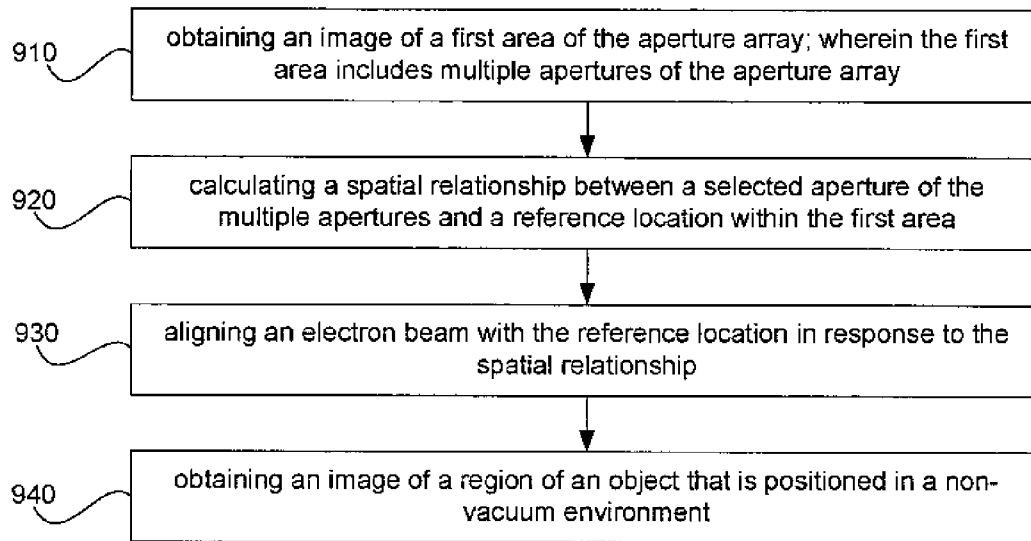 910
obtaining an image of a first area of the aperture array; wherein the first
area includes multiple apertures of the aperture array
920
calculating a spatial relationship between a selected aperture of the
multiple apertures and a reference location within the first area
930
aligning an electron beam with the reference location in response to the
spatial relationship
940
obtaining an image of a region of an object that is positioned in a non-
vacuum environment